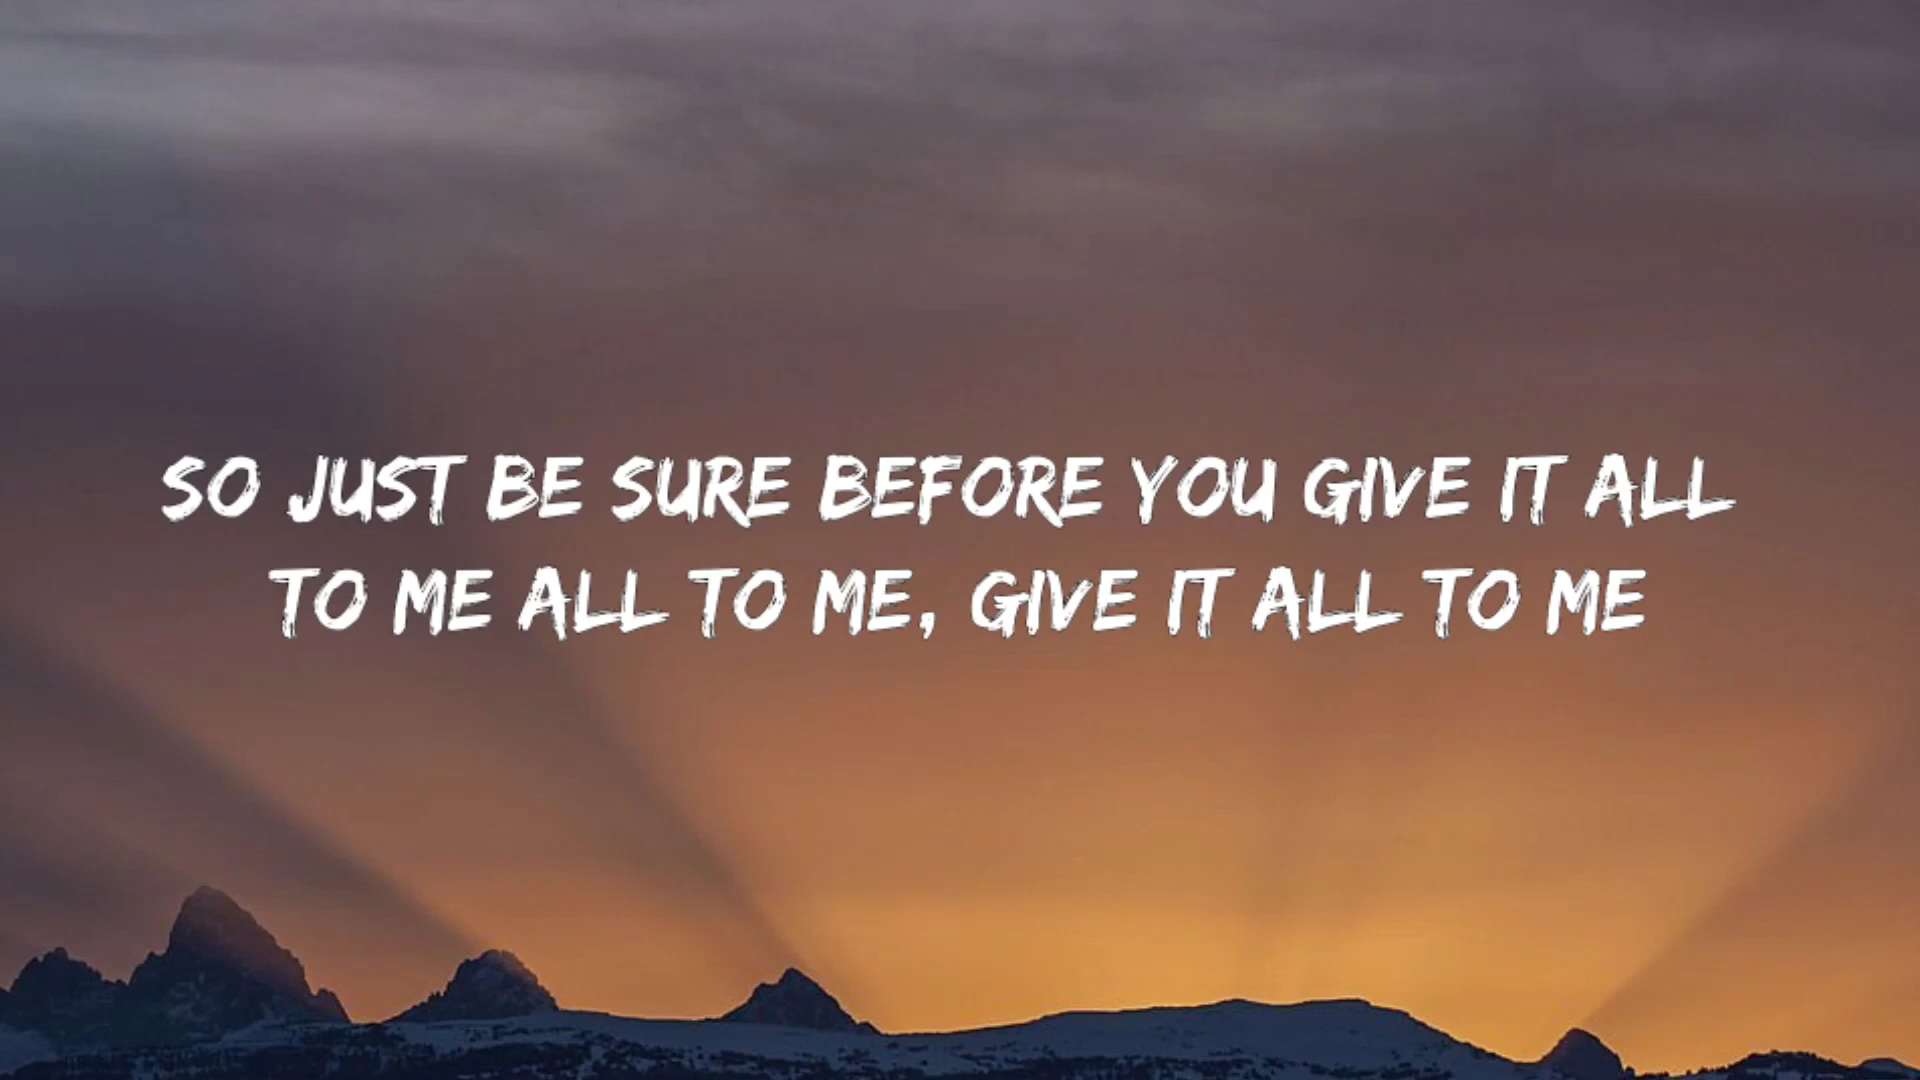 SO JUST BE SURE BEFORE YOU GIVE IT ALL
TO ME ALL TO ME, GIVE IT ALL TO ME